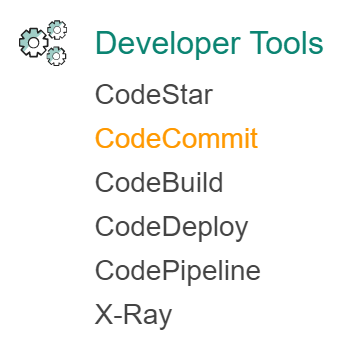 Developer Tools
CodeStar
CodeCommit
CodeBuild
CodeDeploy
CodePipeline
X-Ray